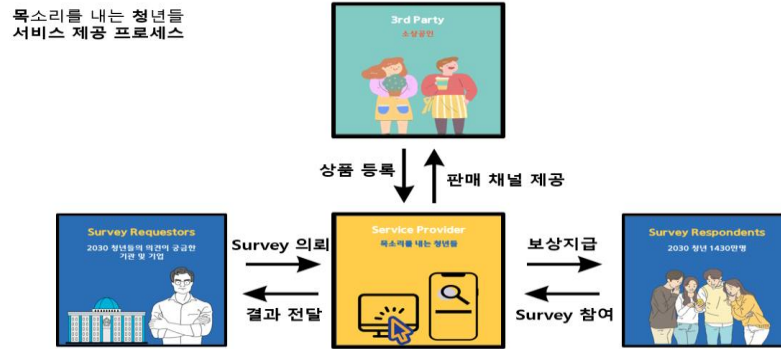 목소리를 내는 청년들
서비스 제공 프로세스
3rd Party
소상공인
상품 등록
판매 채널 제공
Survey Requestors
2030 청년들의 의견이 궁금한
기관 및 기업
Survey 의뢰
결과 전달
Service Provider
목소리를 내는 청년들
보상지급
Survey 참여
Survey Respondents
2030 청년 1430만명